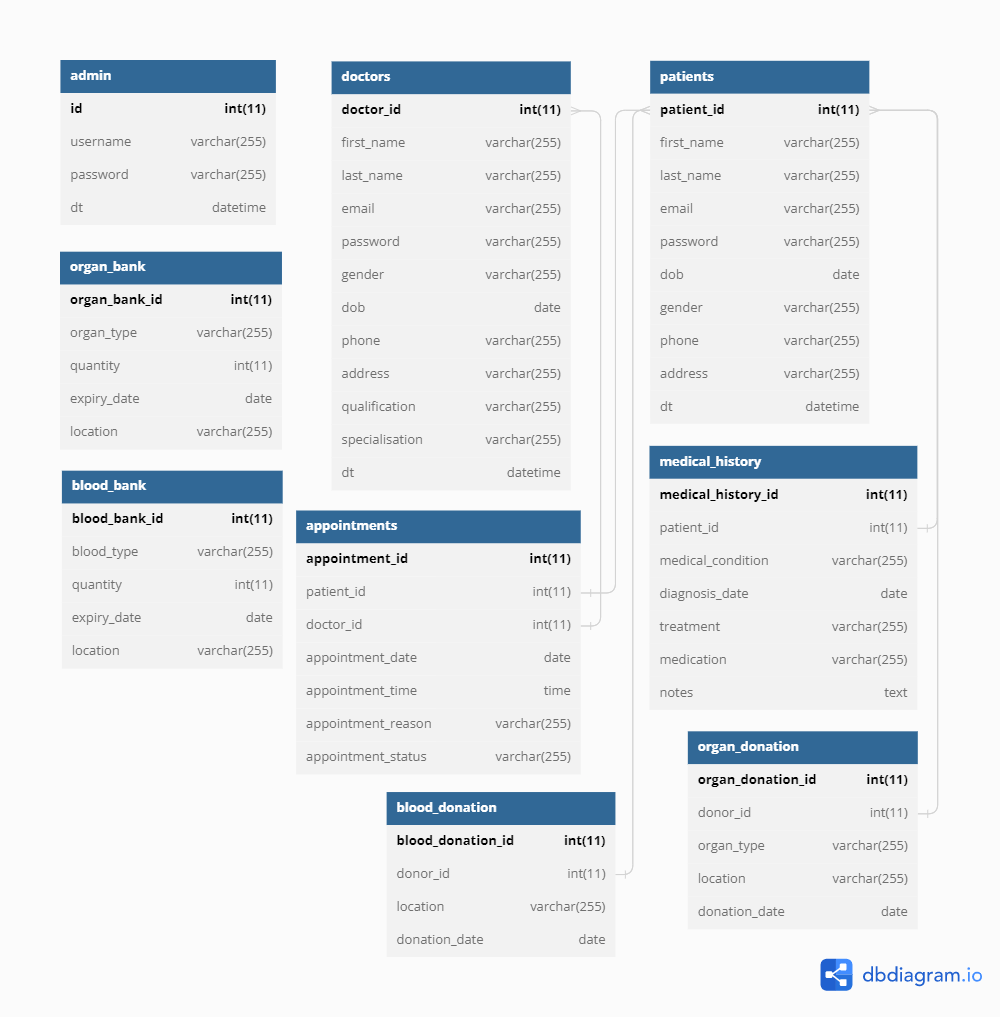 admin
id int(11)
username varchar(255)
password varchar(255)
dt datetime
organ_bank
organ_bank_id int(11)
organ_type varchar(255)
quantity int(11)
expiry_date date
location varchar(255)
blood_bank
blood_bank_id int(11)
blood_type varchar(255)
quantity int(11)
expiry_date date
location varchar(255)
doctors
doctor_id int(11)
first_name varchar(255)
last_name varchar(255)
email varchar(255)
password varchar(255)
gender varchar(255)
dob date
phone varchar(255)
address varchar(255)
qualification varchar(255)
specialisation varchar(255)
dt datetime
appointments
appointment_id int(11)
patient_id int(11)
doctor_id int(11)
appointment_date date
appointment_time time
appointment_reason varchar(255)
appointment_status varchar(255)
blood_donation
blood_donation_id int(11)
donor_id int(11)
location varchar(255)
donation_date date
patients
patient_id int(11)
first_name varchar(255)
last_name varchar(255)
email varchar(255)
password varchar(255)
dob date
gender varchar(255)
phone varchar(255)
address varchar(255)
dt datetime
medical_history
medical_history_id int(11)
patient_id int(11)
medical_condition varchar(255)
diagnosis_date date
treatment varchar(255)
medication varchar(255)
notes text
organ_donation
organ_donation_id int(11)
donor_id int(11)
organ_type varchar(255)
location varchar(255)
donation_date date
dbdiagram.io